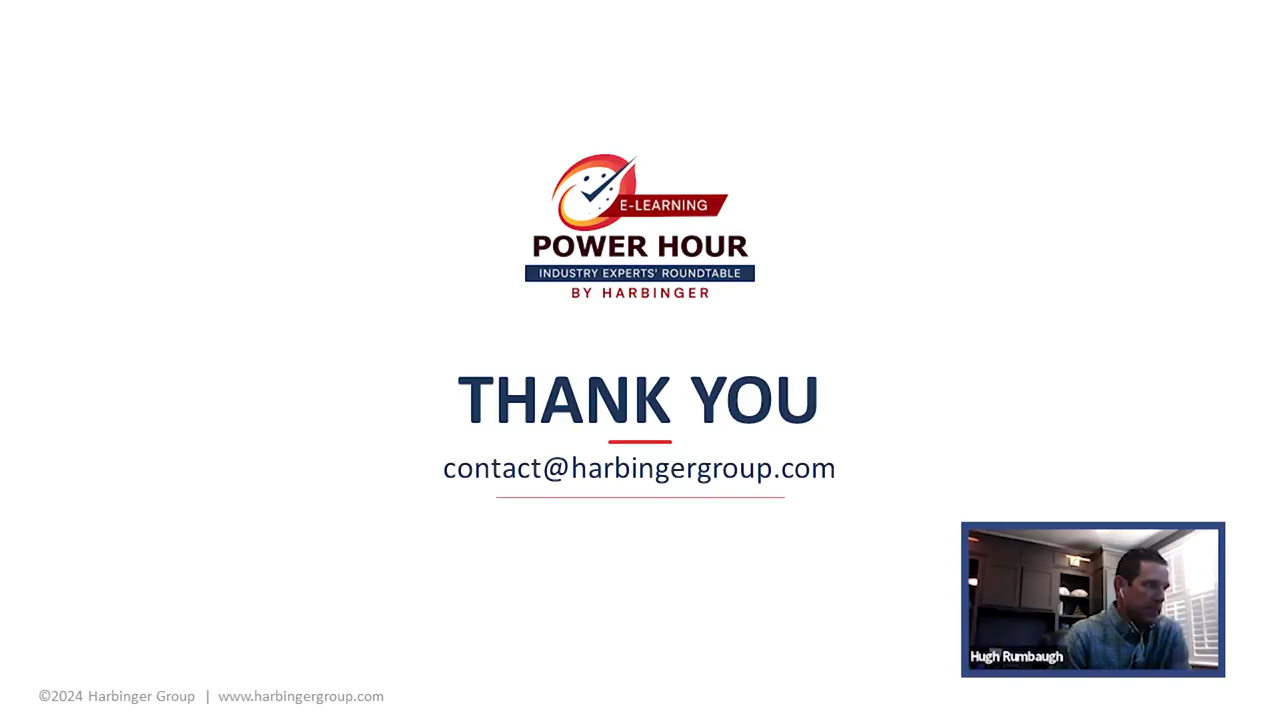 E-LEARNING
POWER HOUR
INDUSTRY EXPERTS' ROUNDTABLE
BY HARBINGER
THANK YOU
contact@harbingergroup.com
Hugh Rumbaugh
©2024 Harbinger Group | www.harbingergroup.com